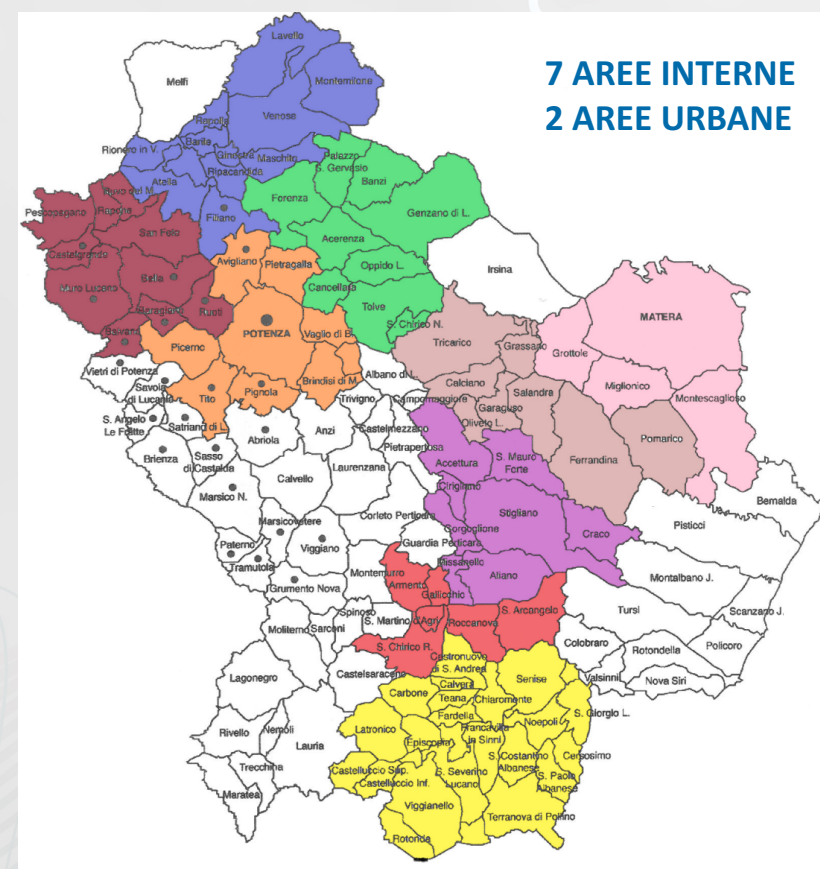 7 AREE INTERNE
2 AREE URBANE
Lavello
Melfi
Montemilone
Venosa
Rapolla
Barile
Rionero in V.
Ginestra
Maschito
Ripacandida
Atella
Filiano
Palazzo
S. Gervasio
Banzi
Forenza
Genzano di L.
Acerenza
Oppido L.
Cancellara
Tolve
S. Chirico N.
Irsina
Ruvo del M.
Pescopagano
Rapone
San Fele
Castelgrande
Bella
Muro Lucano
Baragiano
Ruoti
Balvano
Avigliano
Pietragalla
POTENZA
Vaglio di B.
Picerno
Brindisi di M.
Tito
Pignola
MATERA
Tricarico
Grassano
Grottole
Miglionico
Montescaglioso
Calciano
Salandra
Garaguso
Oliveto L.
Ferrandina
Pomarico
Vietri di Potenza
Savoia
di Lucania
S. Angelo
Le Fratte
Satriano di L.
Albano di L.
Trivigno
Campomaggiore
Castelmezzano
Pietrapertosa
Brienza
Sasso
di Castalda
Abriola
Anzi
Laurenzana
Calvello
Marsico N.
Accettura
S. Mauro
Forte
Cirigliano
Stigliano
Gorgoglione
Craco
Bernalda
Pisticci
Corleto Perticara
Guardia Perticara
Marsicovetere
Paterno
Viggiano
Tramutola
Grumento Nova
Missanello
Aliano
Montalbano J.
Montemurro
Armento
Gallicchio
Scanzano J.
Tursi
Spinoso
S. Martino d'Agri
Roccanova
S. Arcangelo
Moliterno
Sarconi
S. Chirico R.
Colobraro
Rotondella
Policoro
Valsinni
Nova Siri
Castelsaraceno
Castronuovo
di S. Andrea
Lagonegro
Carbone
Calvera
Teana
Chiaromonte
Senise
Fardella
Noepoli
S. Giorgio L.
Rivello
Nemoli
Lauria
Latronico
Episcopia
Francavilla
in Sinni
S. Costantino
Albanese
Cersosimo
Trecchina
Castelluccio Sup.
Castelluccio Inf.
S. Severino
Lucano
S. Paolo
Albanese
Maratea
Viggianello
Terranova di Pollino
Rotonda